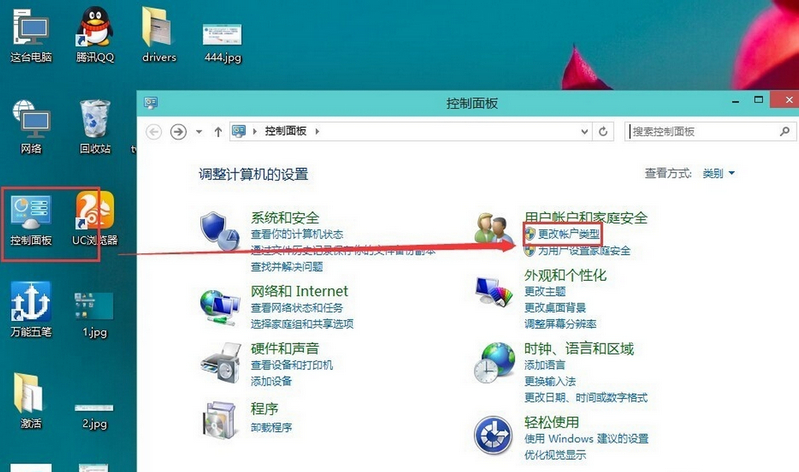 这台电脑
腾讯QQ
drivers
444.jpg
网络
回收站
控制面板
UC浏览器
万能五笔
1.jpg
激活
2.jpg
控制面板
控制面板
搜索控制面板
调整计算机的设置
查看方式:
类别
系统和安全
查看你的计算机状态
通过文件历史记录保存你的文件备份副本
查找并解决问题
网络和 Internet
查看网络状态和任务
选择家庭组和共享选项
硬件和声音
查看设备和打印机
添加设备
程序
卸载程序
用户帐户和家庭安全
更改帐户类型
为用户设置家庭安全
外观和个性化
更改主题
更改桌面背景
调整屏幕分辨率
时钟、语言和区域
添加语言
更换输入法
更改日期、时间或数字格式
轻松使用
使用 Windows 建议的设置
优化视觉显示